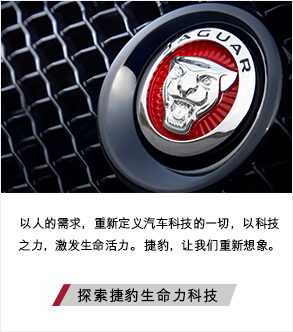 JAGUAR
以人的需求，重新定义汽车科技的一切，以科技
之力，激发生命活力。捷豹，让我们重新想象。
探索捷豹生命力科技